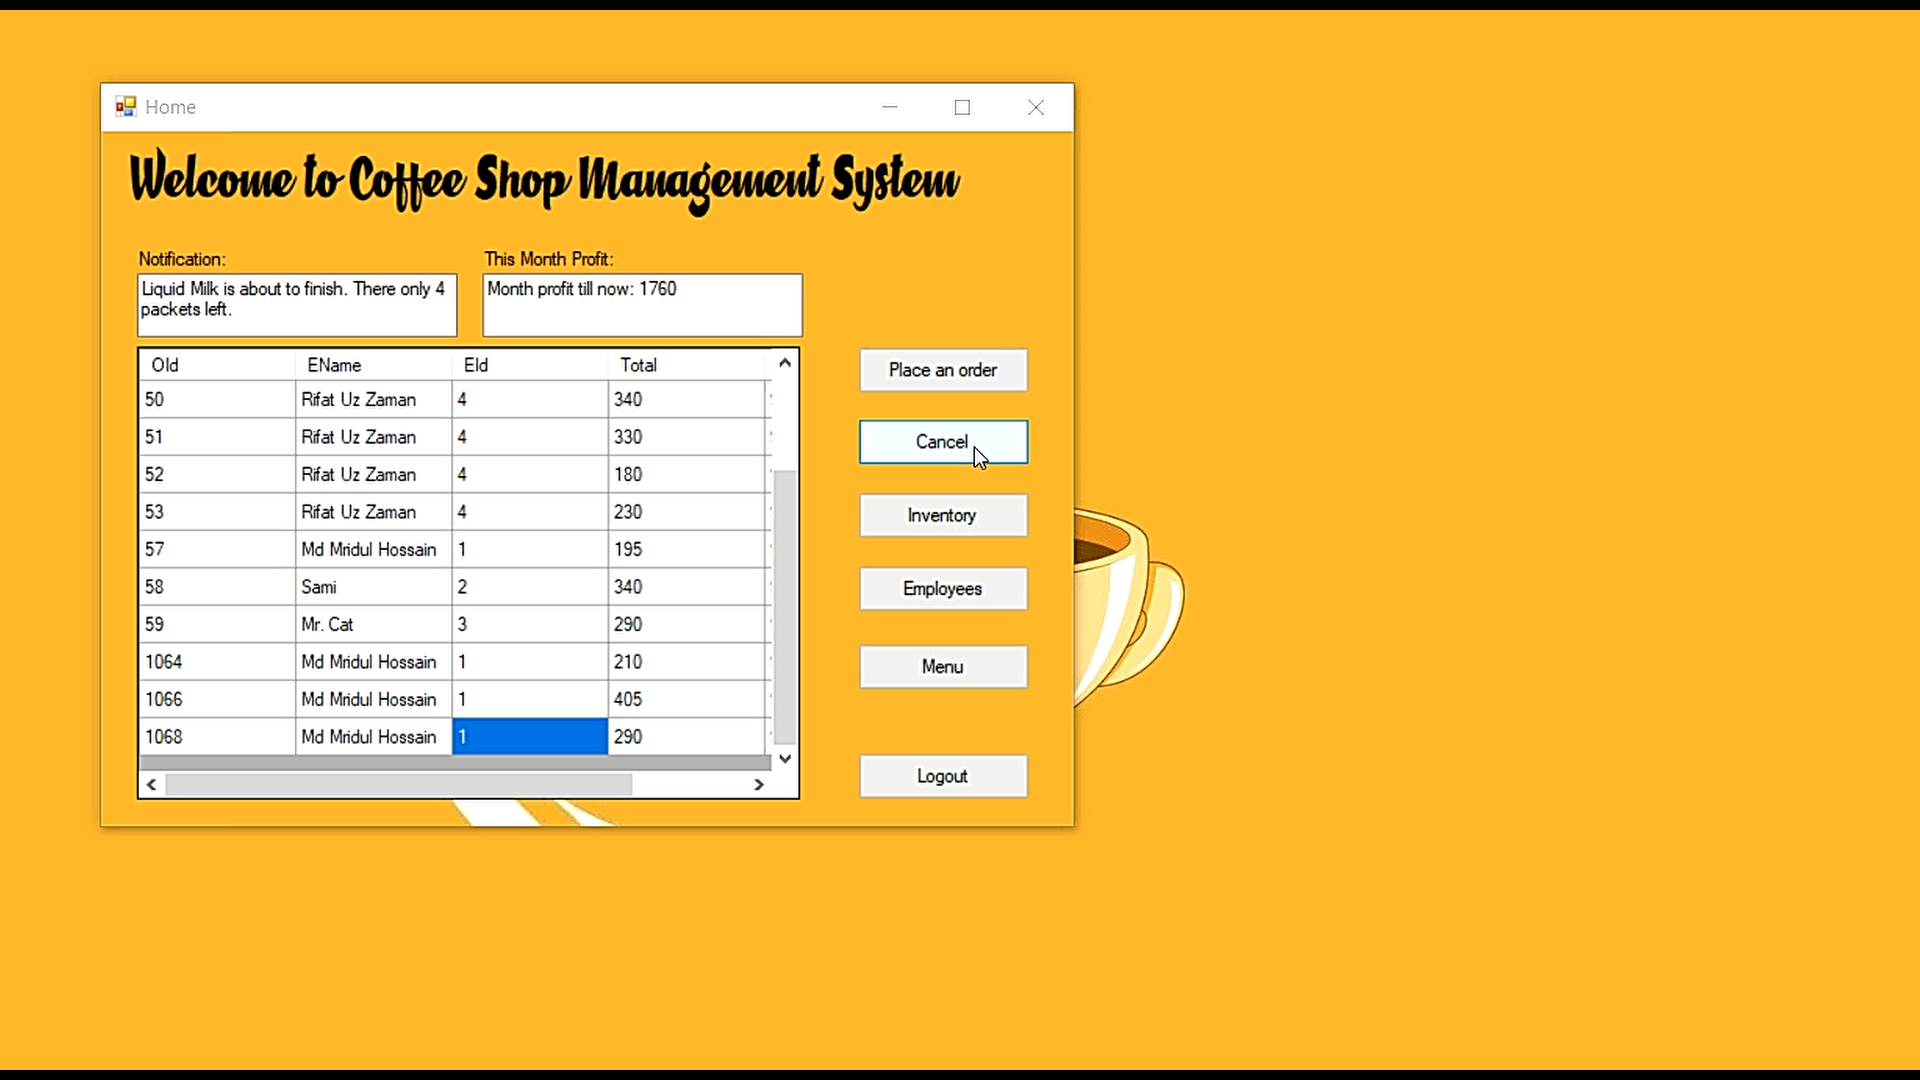 Home
Welcome to Coffee Shop Management System
Notification: This Month Profit:
Liquid Milk is about to finish. There only 4
packets left.
Month profit till now: 1760
OId EName EId Total
50 Rifat Uz Zaman 4 340
51 Rifat Uz Zaman 4 330
52 Rifat Uz Zaman 4 180
53 Rifat Uz Zaman 4 230
57 Md Mridul Hossain 1 195
58 Sami 2 340
59 Mr. Cat 3 290
1064 Md Mridul Hossain 1 210
1066 Md Mridul Hossain 1 405
1068 Md Mridul Hossain 1 290
Place an order
Cancel
Inventory
Employees
Menu
Logout